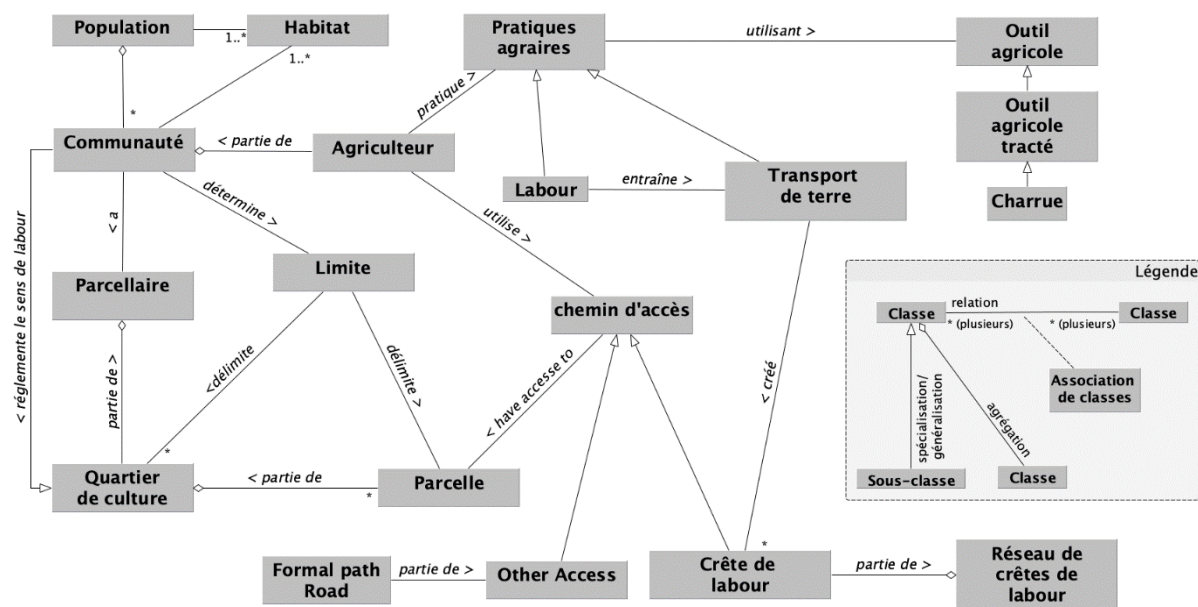 Population
1..*
Habitat
1..*
*
Pratiques
agraires
utilisant >
Outil
agricole
Outil
agricole
tracté
Charrue
pratique >
Communauté
< partie de
Agriculteur
Labour
entraîne >
Transport
de terre
< réglemente le sens de labour
< a
détermine >
utilise >
Parcellaire
Limite
chemin d'accès
partie de >
<délimite
délimite >
< have accesse to
< créé
*
Quartier
de culture
< partie de
*
Parcelle
Formal path
Road
partie de >
Other Access
*
Crête de
labour
partie de >
Réseau de
crêtes de
labour
Légende
Classe
relation
* (plusieurs)
* (plusieurs)
Classe
Association
de classes
spécialisation/
généralisation
agrégation
Sous-classe
Classe